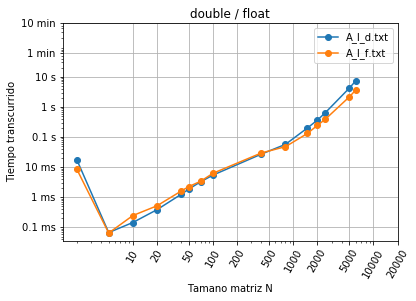 double / float
10 min
1 min
10 s
1 s
0.1 s
10 ms
1 ms
0.1 ms
Tiempo transcurrido
A_l_d.txt
A_l_f.txt
10
20
50
100
200
500
1000
2000
5000
10000
20000
Tamano matriz N